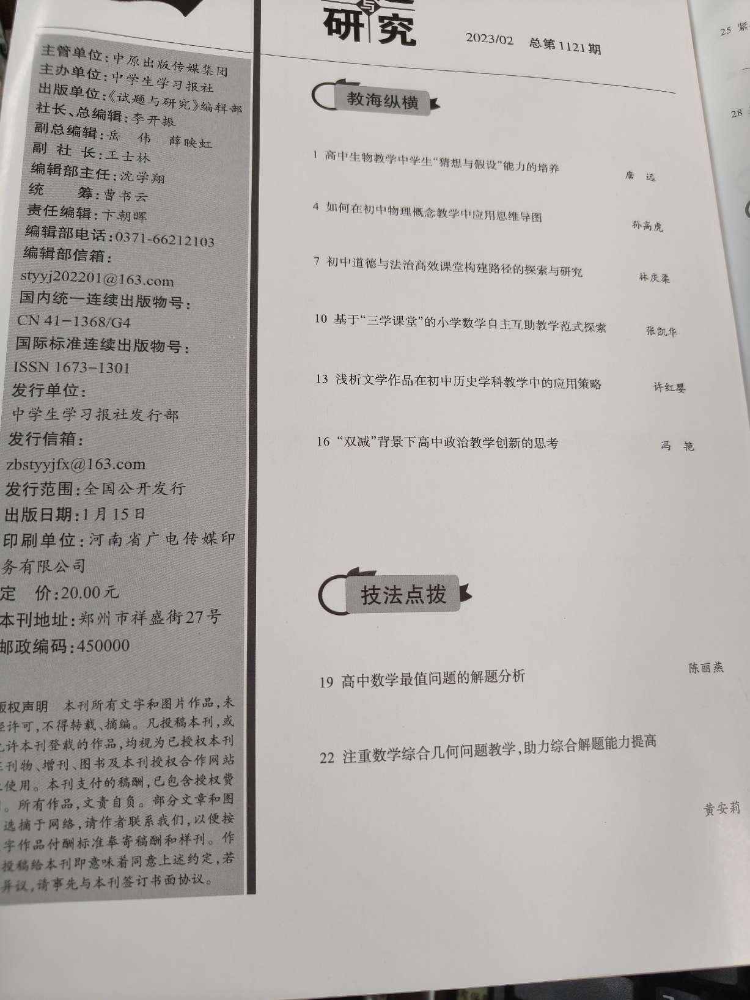 与
研究
2023/02 总第1121期
主管单位:中原出版传媒集团
主办单位:中学生学习报社
出版单位:《试题与研究》编辑部
社长、总编辑:李开振
副总编辑:岳 伟 薛映虹
副 社 长:王士林
编辑部主任:沈学翔
统 筹:曹书云
责任编辑:卞朝晖
编辑部电话:0371-66212103
编辑部信箱:
styyj202201@163.com
国内统一连续出版物号:
CN 41-1368/G4
国际标准连续出版物号:
ISSN 1673-1301
发行单位:
中学生学习报社发行部
发行信箱:
zbstyyjfx@163.com
发行范围:全国公开发行
出版日期:1月15日
印刷单位:河南省广电传媒印
务有限公司
定 价:20.00元
本刊地址:郑州市祥盛街27号
邮政编码:450000
版权声明 本刊所有文字和图片作品,未
经许可,不得转载、摘编。凡投稿本刊,或
允许本刊登载的作品,均视为已授权本刊
在刊物、增刊、图书及本刊授权合作网站
上使用。本刊支付的稿酬,已包含授权费
。所有作品,文责自负。部分文章和图
选摘于网络,请作者联系我们,以便按
字作品付酬标准奉寄稿酬和样刊。作
投稿给本刊即意味着同意上述约定,若
异议,请事先与本刊签订书面协议。
教海纵横
1 高中生物教学中学生“猜想与假设”能力的培养 唐 远
4 如何在初中物理概念教学中应用思维导图 孙高虎
7 初中道德与法治高效课堂构建路径的探索与研究 林庆柔
10 基于“三学课堂”的小学数学自主互助教学范式探索 张凯华
13 浅析文学作品在初中历史学科教学中的应用策略 许红婴
16 “双减”背景下高中政治教学创新的思考 冯 艳
技法点拨
19 高中数学最值问题的解题分析 陈丽燕
22 注重数学综合几何问题教学,助力综合解题能力提高
黄安莉
25 紧
28